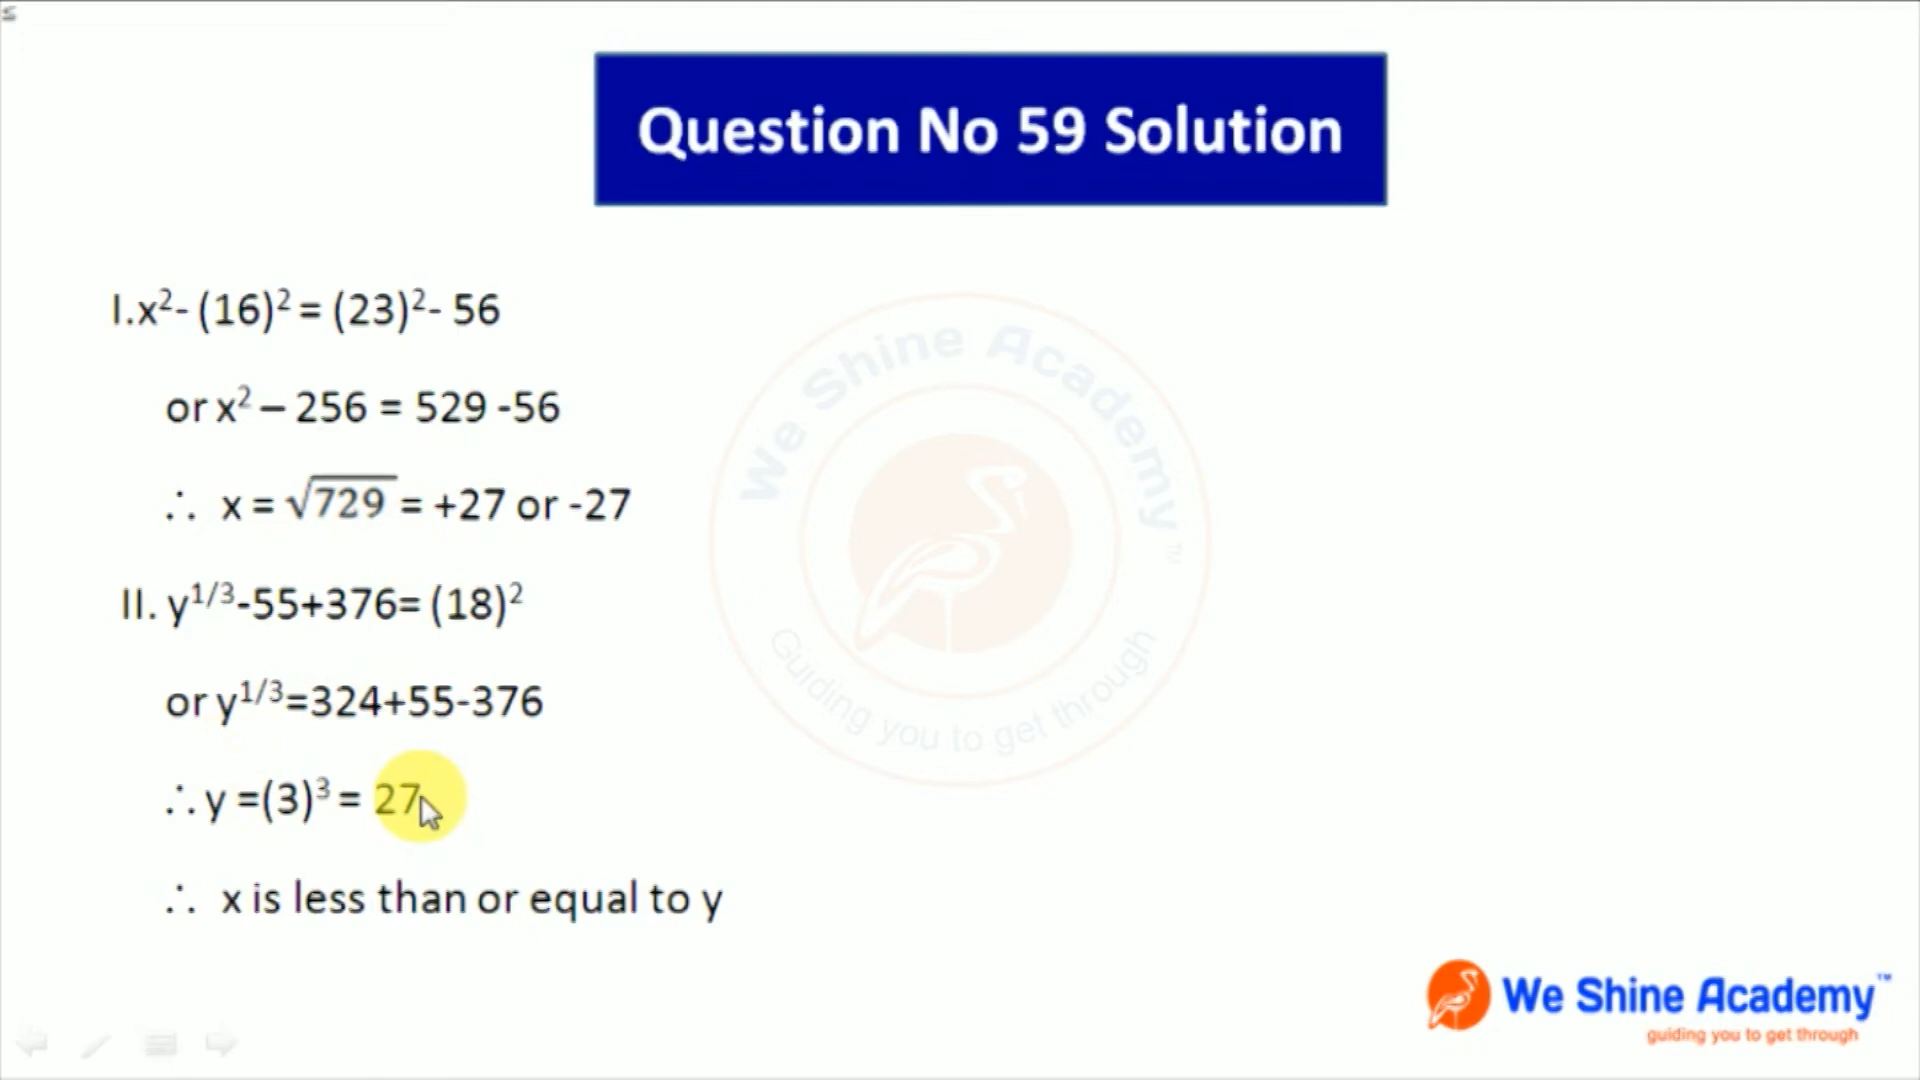 Question No 59 Solution
I.x²- (16)² = (23)²- 56
or x² – 256 = 529 -56
∴ x = √729 = +27 or -27
II. y^1/3-55+376= (18)²
or y^1/3=324+55-376
∴ y =(3)³ = 27
∴ x is less than or equal to y
We Shine Academy™
Guiding you to get through
We Shine Academy™
guiding you to get through